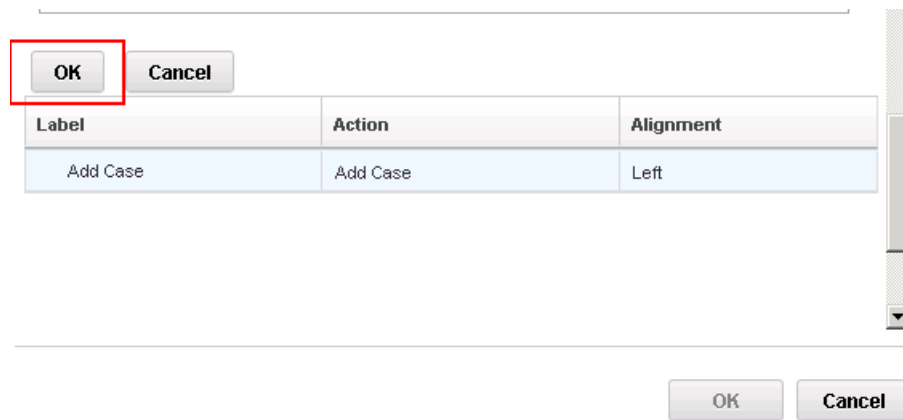 OK Cancel
Label Action Alignment
Add Case Add Case Left
OK Cancel